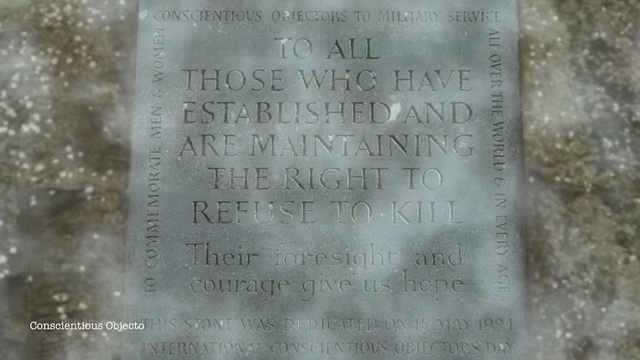 CONSCIENTIOUS OBJECTORS TO MILITARY SERVICE
ALL OVER THE WORLD & IN EVERY AGE
TO COMMEMORATE MEN & WOMEN
TO ALL
THOSE WHO HAVE
ESTABLISHED AND
ARE MAINTAINING
THE RIGHT TO
REFUSE TO KILL
Their foresight and
courage give us hope
THIS STONE WAS DEDICATED ON 15 MAY 1994
INTERNATIONAL CONSCIENTIOUS OBJECTORS DAY
Conscientious Objecto